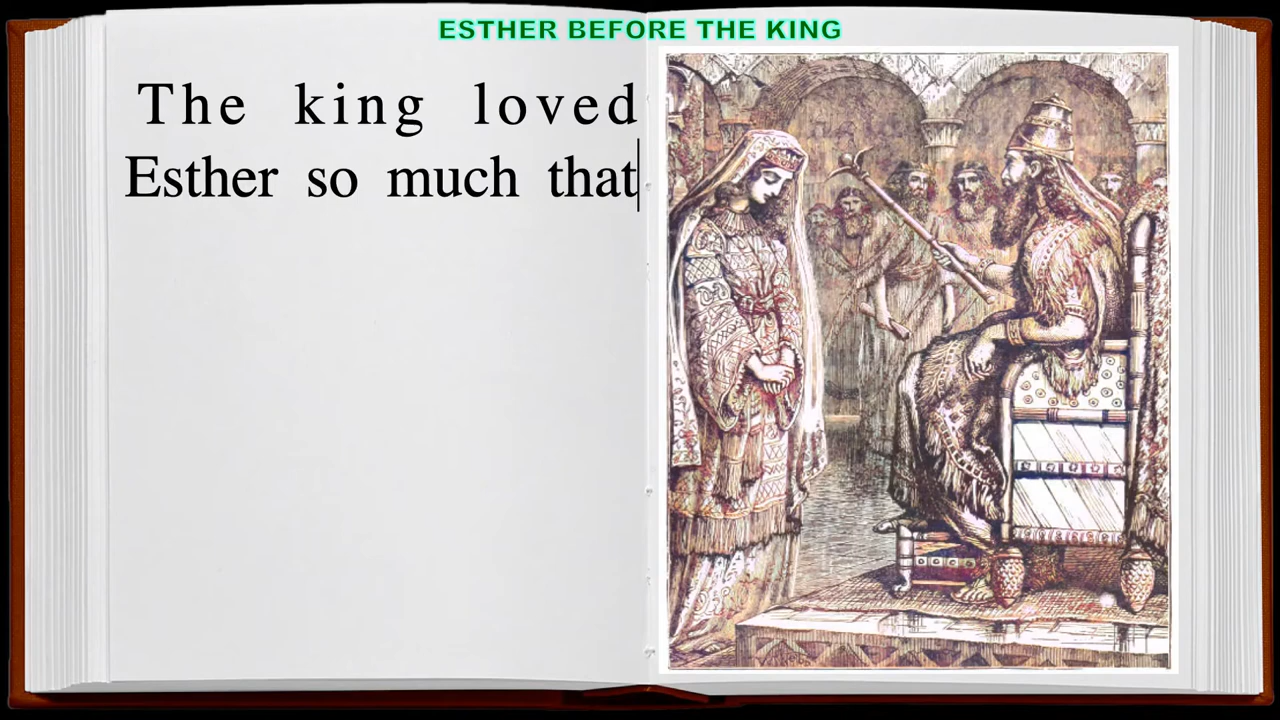 ESTHER BEFORE THE KING
The king loved
Esther so much that